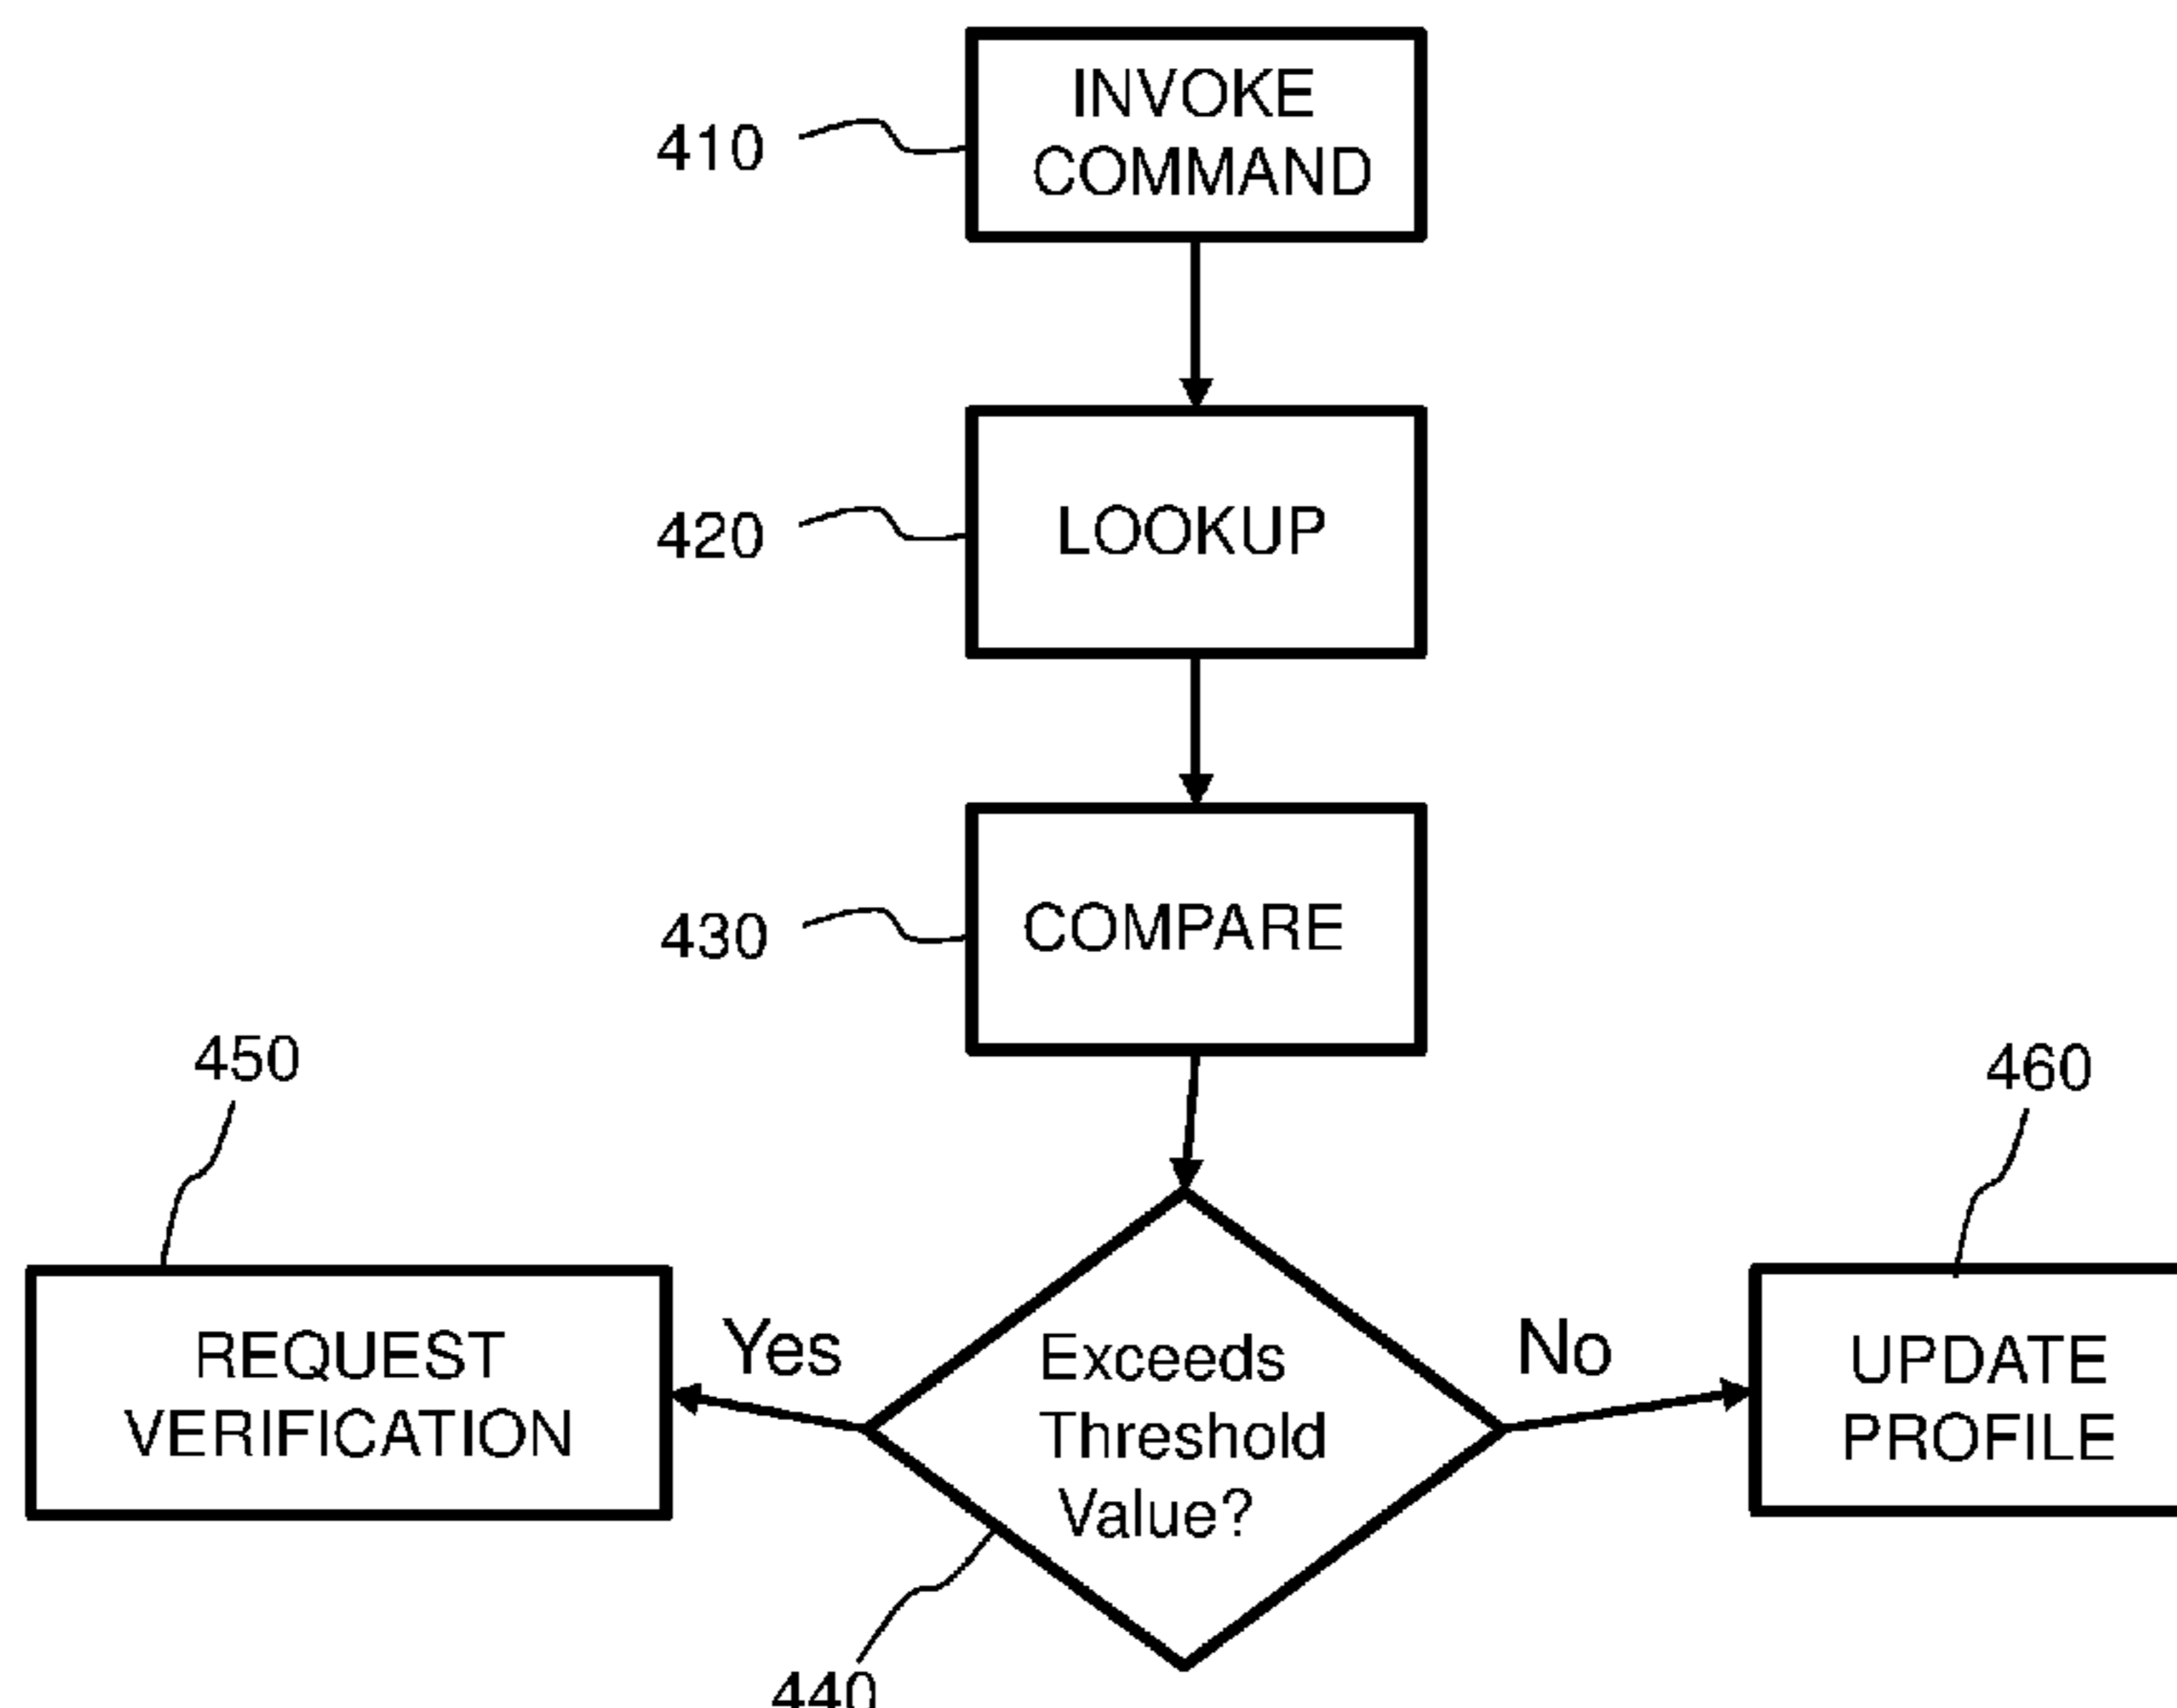 INVOKE
COMMAND
410
LOOKUP
420
COMPARE
430
450
460
REQUEST
VERIFICATION
Yes
Exceeds
Threshold
Value?
No
UPDATE
PROFILE
440